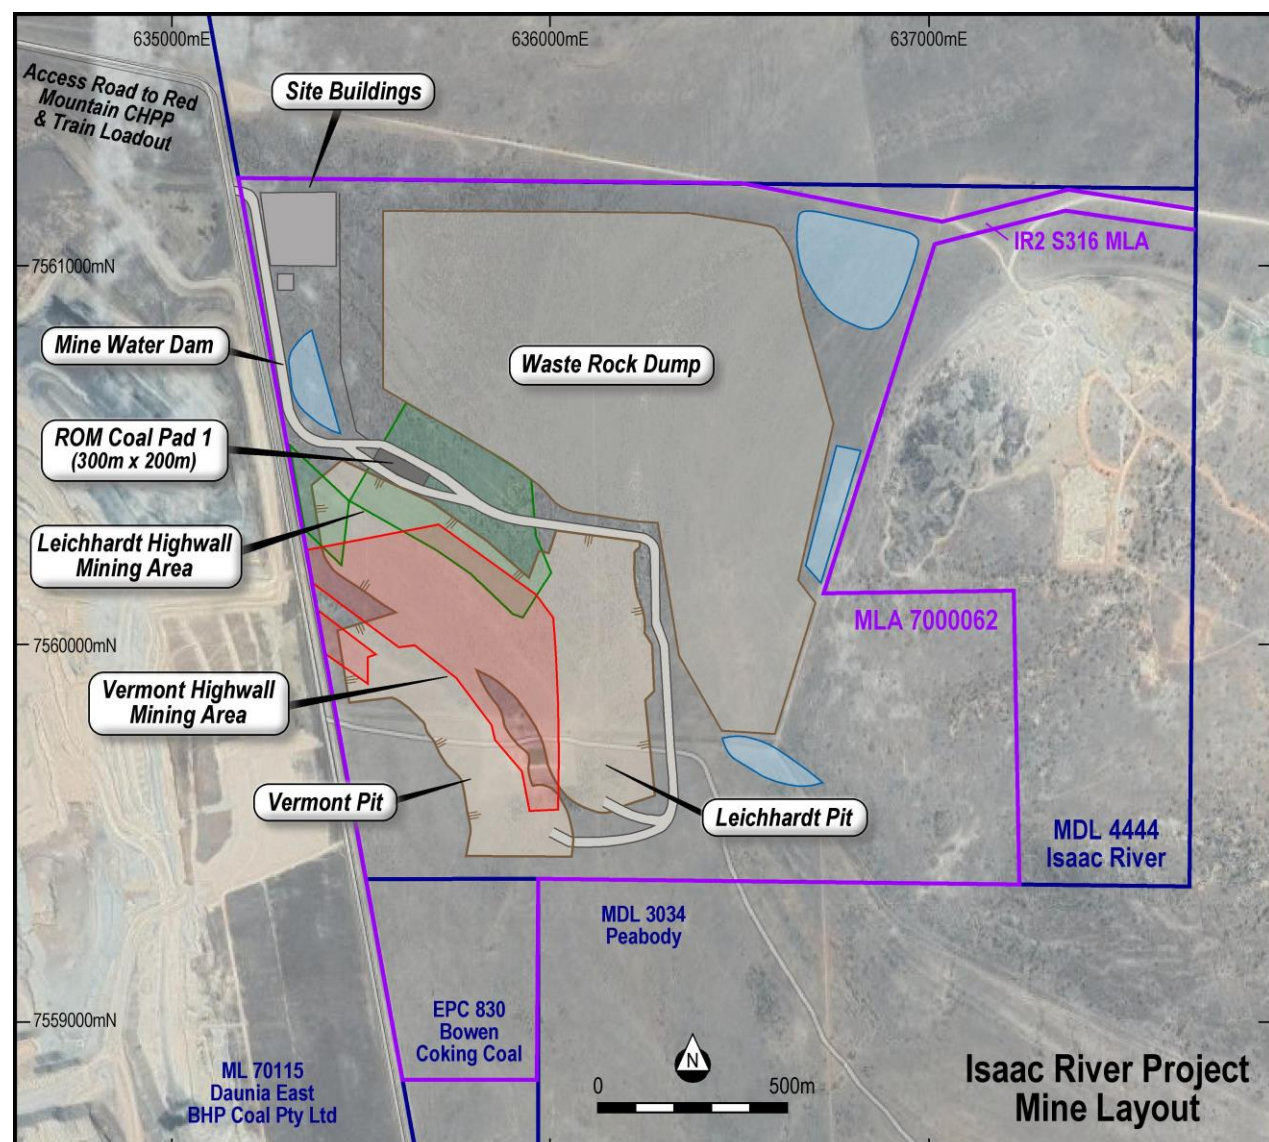 635000mE
636000mE
637000mE
Access Road to Red
Mountain CHPP
& Train Loadout
Site Buildings
IR2 S316 MLA
7561000mN
Mine Water Dam
Waste Rock Dump
ROM Coal Pad 1
(300m x 200m)
Leichhardt Highwall
Mining Area
7560000mN
MLA 7000062
Vermont Highwall
Mining Area
Vermont Pit
Leichhardt Pit
MDL 4444
Isaac River
MDL 3034
Peabody
EPC 830
Bowen
Coking Coal
7559000mN
ML 70115
Daunia East
BHP Coal Pty Ltd
N
0
500m
Isaac River Project
Mine Layout